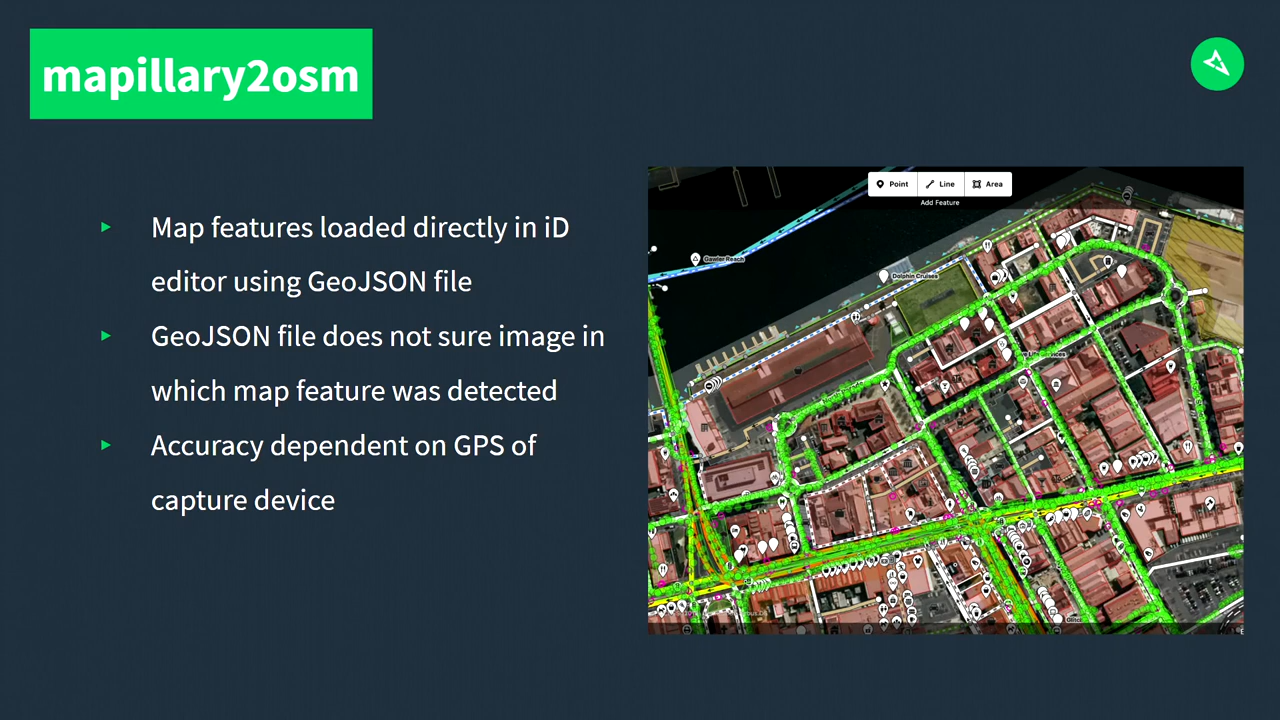 mapillary2osm
Map features loaded directly in iD
editor using GeoJSON file
GeoJSON file does not sure image in
which map feature was detected
Accuracy dependent on GPS of
capture device
Point Line Area
Add Feature
Gawler Reach
Dolphin Cruises